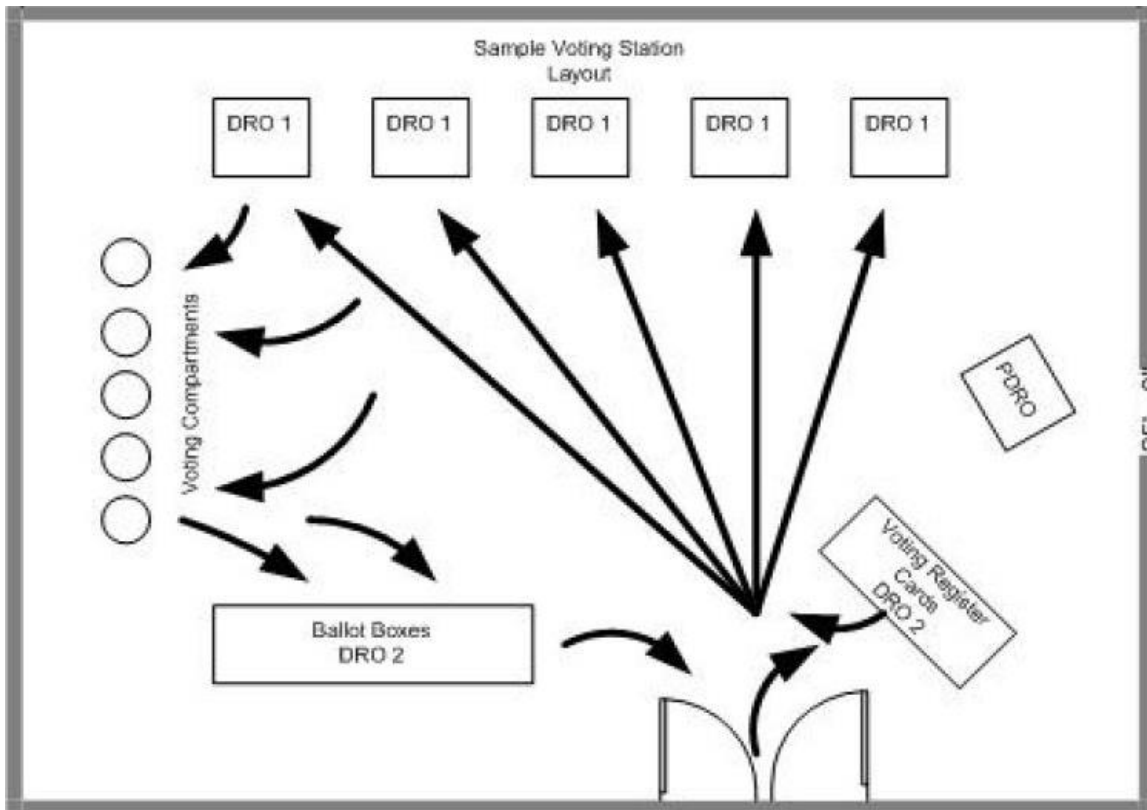 Sample Voting Station
Layout
DRO 1
DRO 1
DRO 1
DRO 1
DRO 1
Voting Compartments
PDRO
Voting Register
Cards
DRO 2
Ballot Boxes
DRO 2